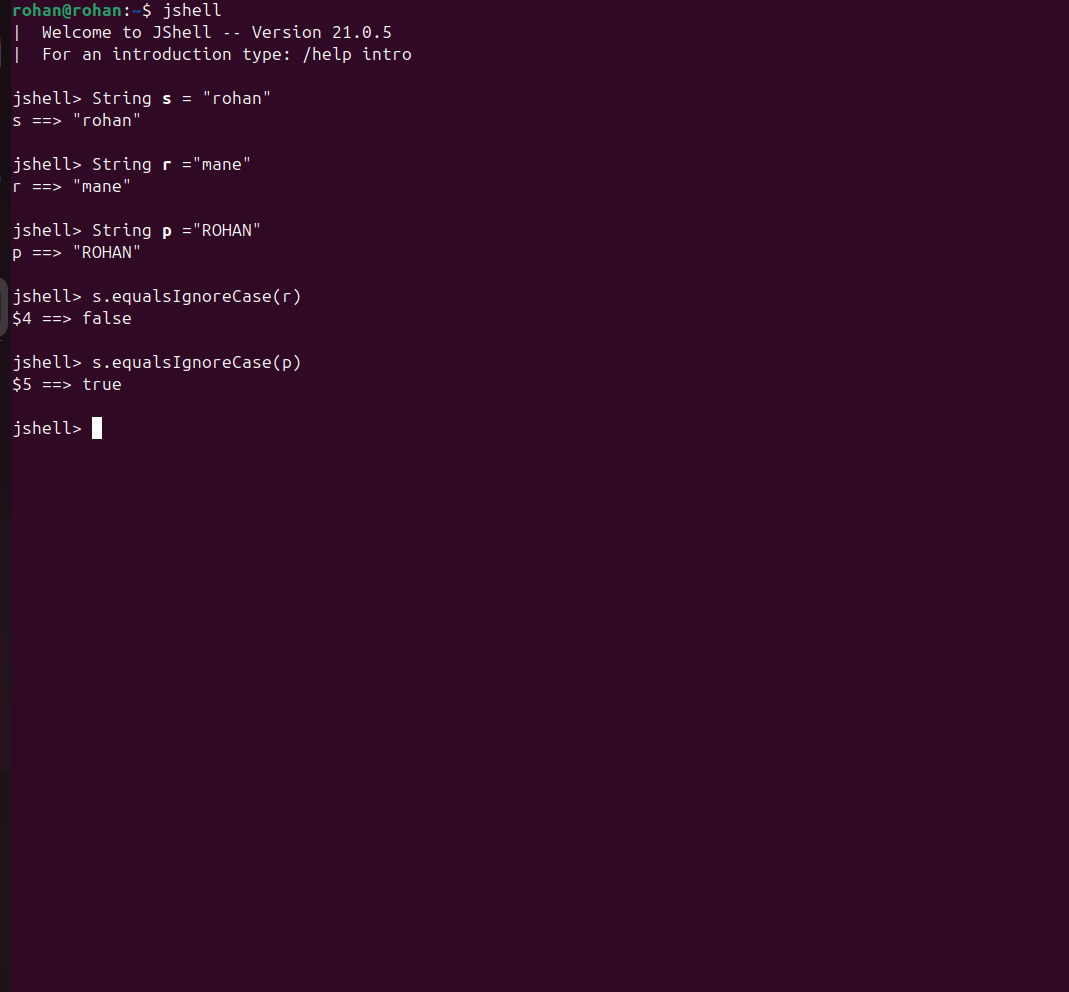 rohan@rohan:~$ jshell
|  Welcome to JShell -- Version 21.0.5
|  For an introduction type: /help intro
jshell> String s = "rohan"
s ==> "rohan"
jshell> String r ="mane"
r ==> "mane"
jshell> String p ="ROHAN"
p ==> "ROHAN"
jshell> s.equalsIgnoreCase(r)
$4 ==> false
jshell> s.equalsIgnoreCase(p)
$5 ==> true
jshell>